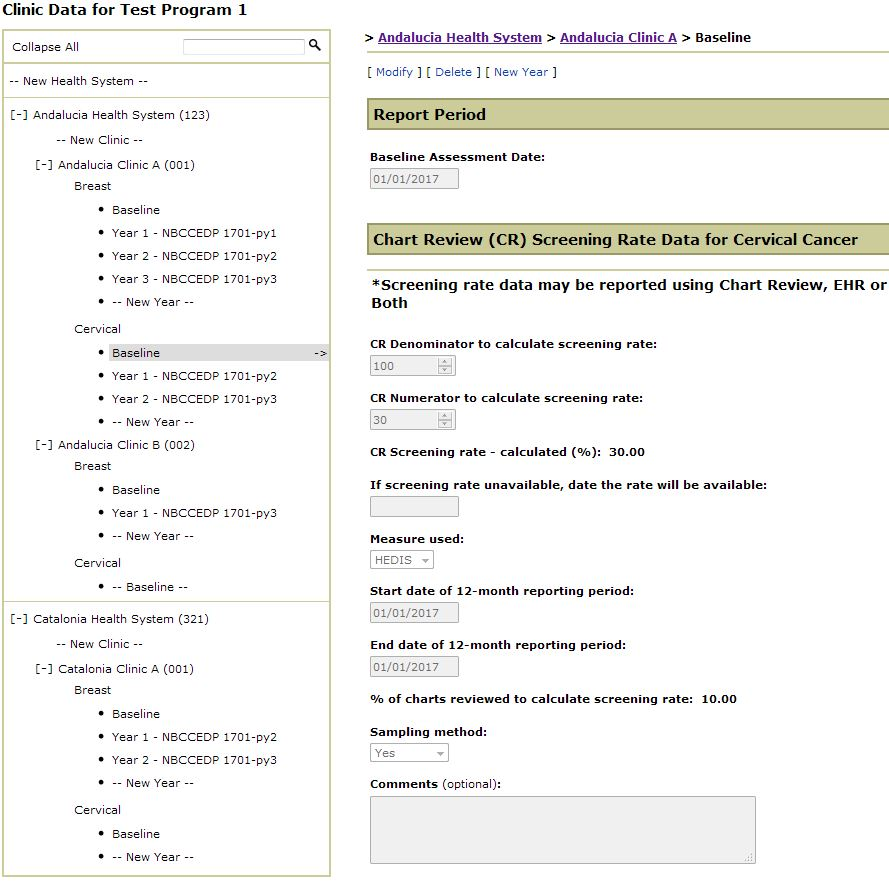 Clinic Data for Test Program 1
Collapse All
-- New Health System --
[-] Andalucia Health System (123)
-- New Clinic --
[-] Andalucia Clinic A (001)
Breast
• Baseline
• Year 1 - NBCCEDP 1701-py1
• Year 2 - NBCCEDP 1701-py2
• Year 3 - NBCCEDP 1701-py3
• -- New Year --
Cervical
• Baseline ->
• Year 1 - NBCCEDP 1701-py2
• Year 2 - NBCCEDP 1701-py3
• -- New Year --
[-] Andalucia Clinic B (002)
Breast
• Baseline
• Year 1 - NBCCEDP 1701-py3
• -- New Year --
Cervical
• -- Baseline --
[-] Catalonia Health System (321)
-- New Clinic --
[-] Catalonia Clinic A (001)
Breast
• Baseline
• Year 1 - NBCCEDP 1701-py2
• Year 2 - NBCCEDP 1701-py3
• -- New Year --
Cervical
• Baseline
• -- New Year --
> Andalucia Health System > Andalucia Clinic A > Baseline
[ Modify ] [ Delete ] [ New Year ]
Report Period
Baseline Assessment Date:
01/01/2017
Chart Review (CR) Screening Rate Data for Cervical Cancer
*Screening rate data may be reported using Chart Review, EHR or
Both
CR Denominator to calculate screening rate:
100
CR Numerator to calculate screening rate:
30
CR Screening rate - calculated (%): 30.00
If screening rate unavailable, date the rate will be available:
Measure used:
HEDIS
Start date of 12-month reporting period:
01/01/2017
End date of 12-month reporting period:
01/01/2017
% of charts reviewed to calculate screening rate: 10.00
Sampling method:
Yes
Comments (optional):